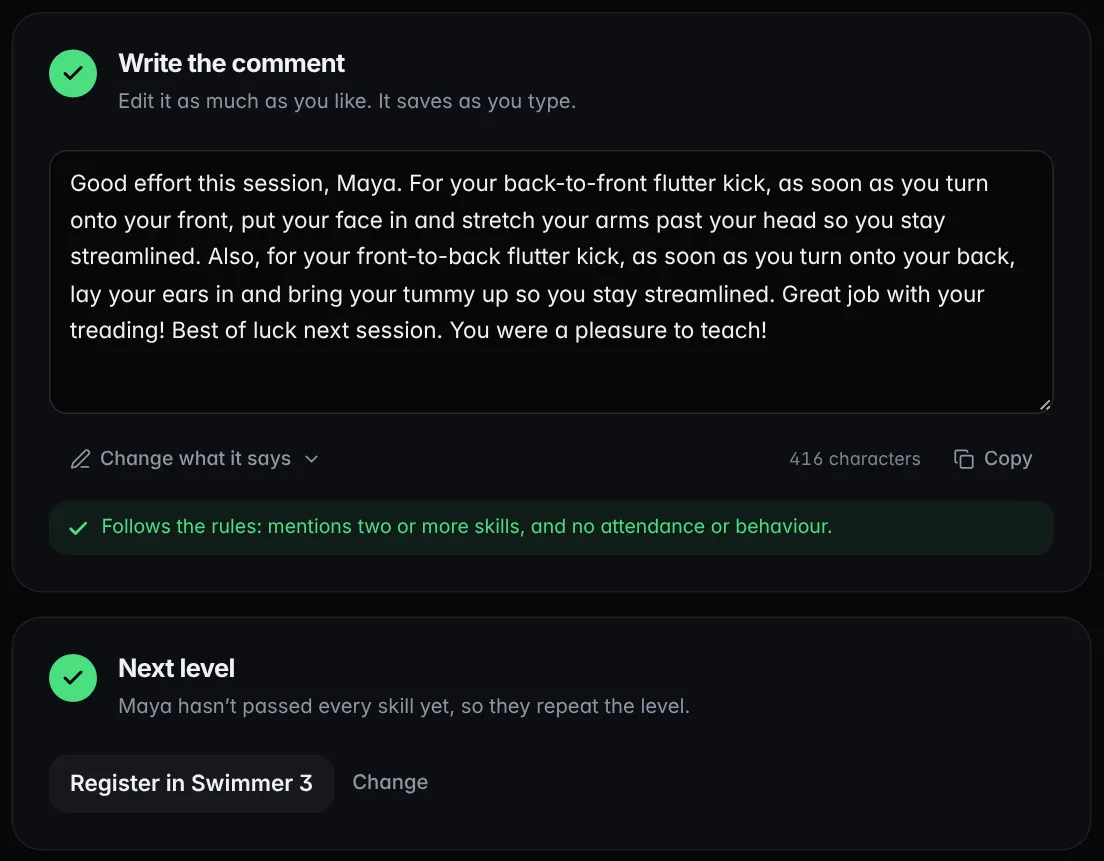 Write the comment
Edit it as much as you like. It saves as you type.
Good effort this session, Maya. For your back-to-front flutter kick, as soon as you turn
onto your front, put your face in and stretch your arms past your head so you stay
streamlined. Also, for your front-to-back flutter kick, as soon as you turn onto your back,
lay your ears in and bring your tummy up so you stay streamlined. Great job with your
treading! Best of luck next session. You were a pleasure to teach!
Change what it says
416 characters
Copy
Follows the rules: mentions two or more skills, and no attendance or behaviour.
Next level
Maya hasn’t passed every skill yet, so they repeat the level.
Register in Swimmer 3
Change